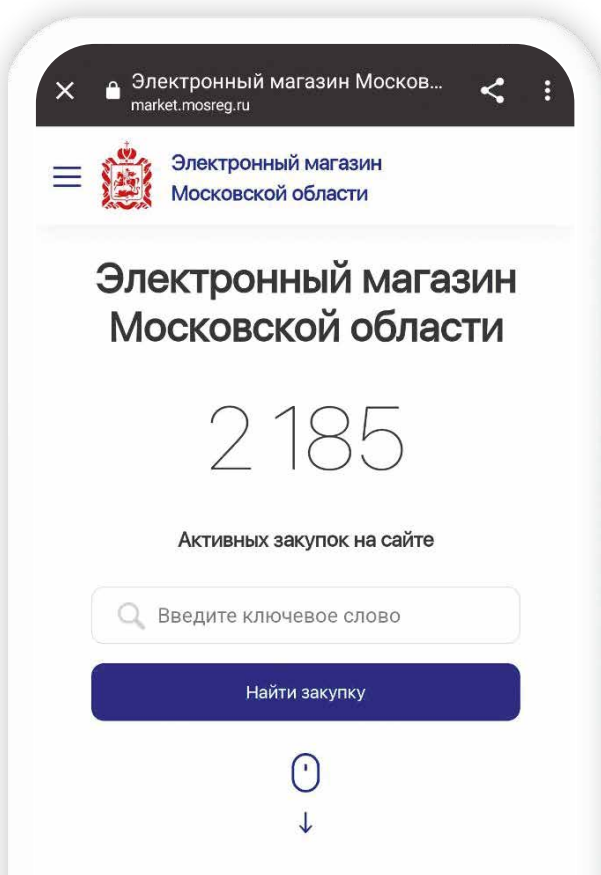 Электронный магазин Москов...
market.mosreg.ru
Электронный магазин
Московской области
Электронный магазин
Московской области
2 185
Активных закупок на сайте
Введите ключевое слово
Найти закупку